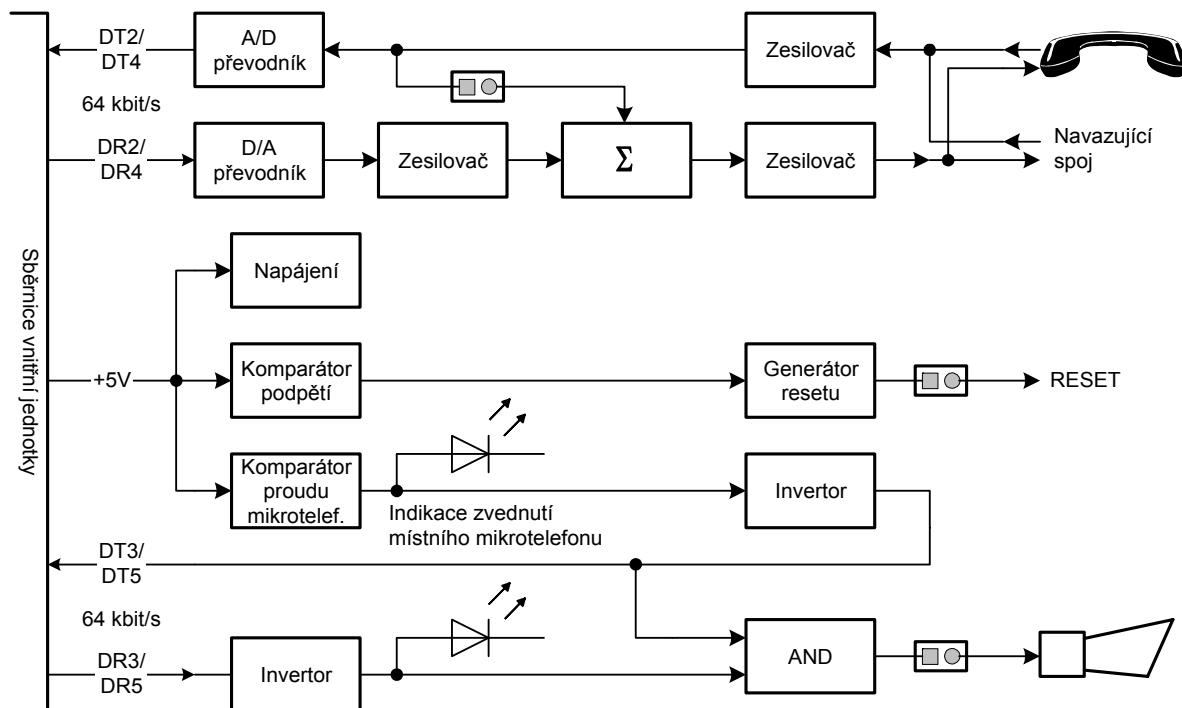 DT2/
DT4
A/D
převodník
Zesilovač
64 kbit/s
DR2/
DR4
D/A
převodník
Zesilovač
Σ
Zesilovač
Navazující
spoj
Sběrnice vnitřní jednotky
Napájení
+5V
Komparátor
podpětí
Generátor
resetu
RESET
Komparátor
proudu
mikrotelef.
Indikace zvednutí
místního mikrotelefonu
Invertor
DT3/
DT5
64 kbit/s
DR3/
DR5
Invertor
AND